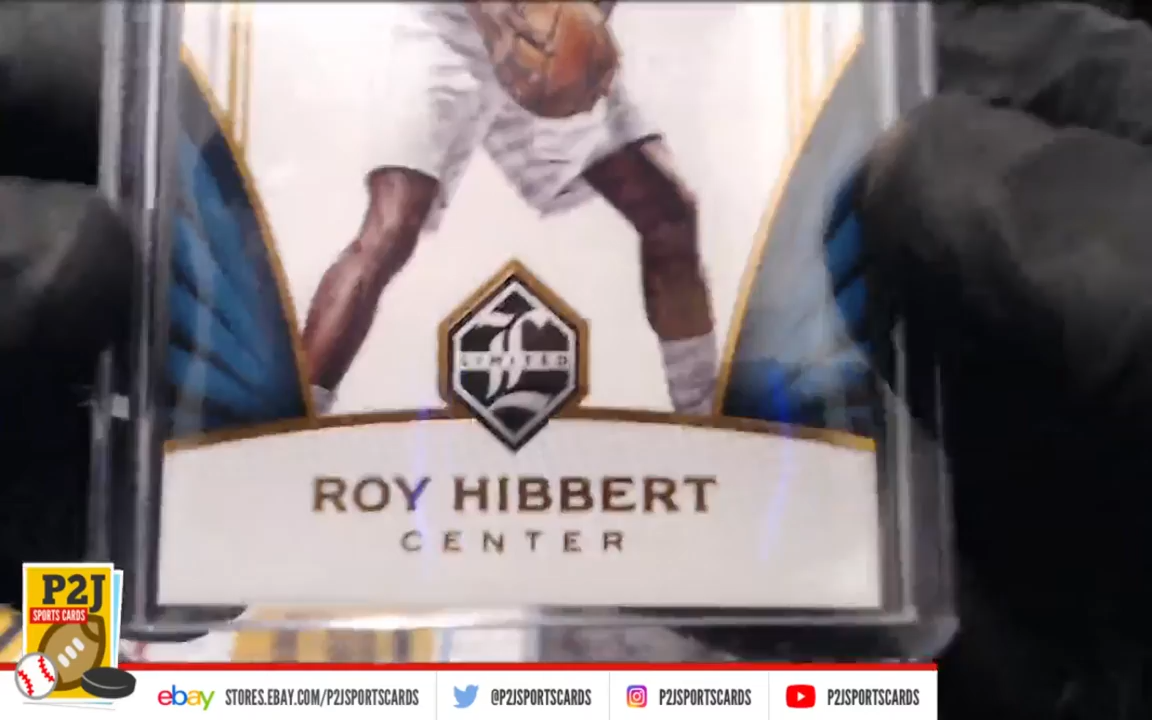 LIMITED
ROY HIBBERT
CENTER
P2J
SPORTS CARDS
ebay STORES.EBAY.COM/P2JSPORTSCARDS @P2JSPORTSCARDS P2JSPORTSCARDS P2JSPORTSCARDS